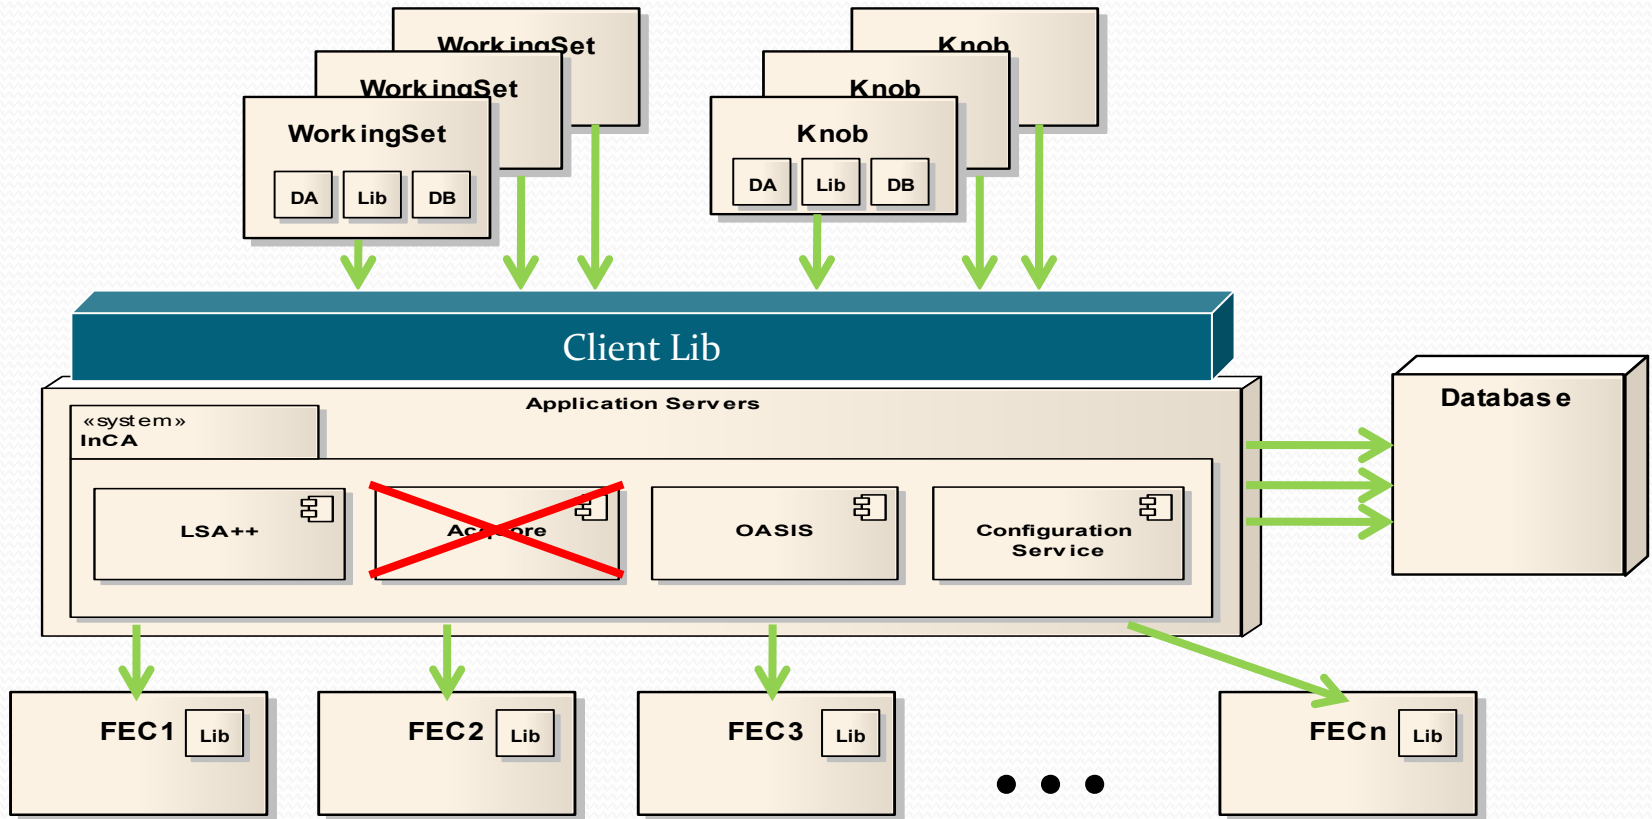 WorkingSet
WorkingSet
WorkingSet
DA
Lib
DB
Knob
Knob
Knob
DA
Lib
DB
Client Lib
Application Servers
«system»
InCA
LSA++
OASIS
Configuration
Service
Database
FEC1
Lib
FEC2
Lib
FEC3
Lib
FECn
Lib